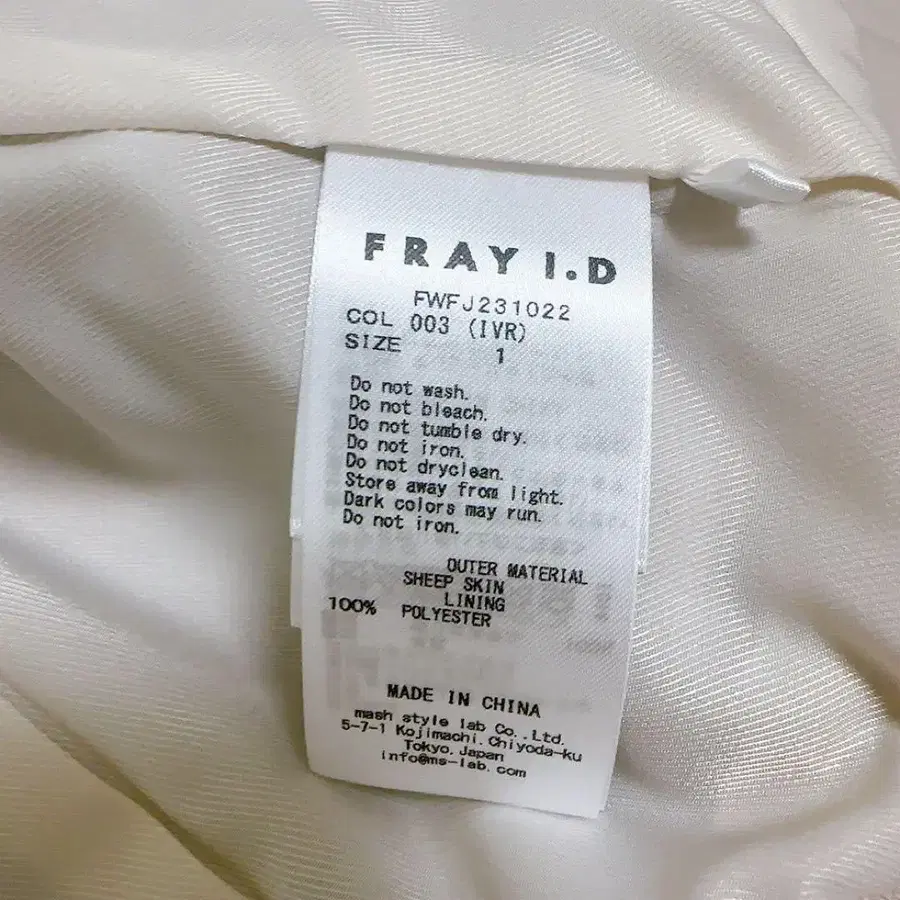 FRAY I.D
FWFJ231022
COL 003 (IVR)
SIZE 1
Do not wash.
Do not bleach.
Do not tumble dry.
Do not iron.
Do not dryclean.
Store away from light.
Dark colors may run.
Do not iron.
OUTER MATERIAL
SHEEP SKIN
LINING
100% POLYESTER
MADE IN CHINA
mash style lab Co.,Ltd.
5-7-1 Kojimachi,Chiyoda-ku
Tokyo,Japan
info@ms-lab.com